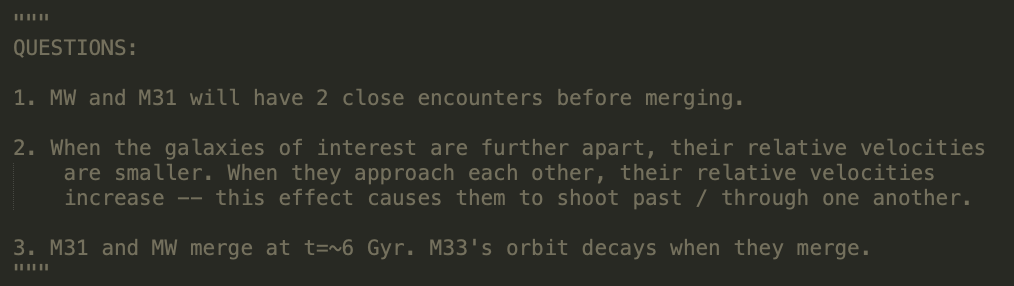 """
QUESTIONS:
1. MW and M31 will have 2 close encounters before merging.
2. When the galaxies of interest are further apart, their relative velocities
are smaller. When they approach each other, their relative velocities
increase -- this effect causes them to shoot past / through one another.
3. M31 and MW merge at t=~6 Gyr. M33's orbit decays when they merge.
"""